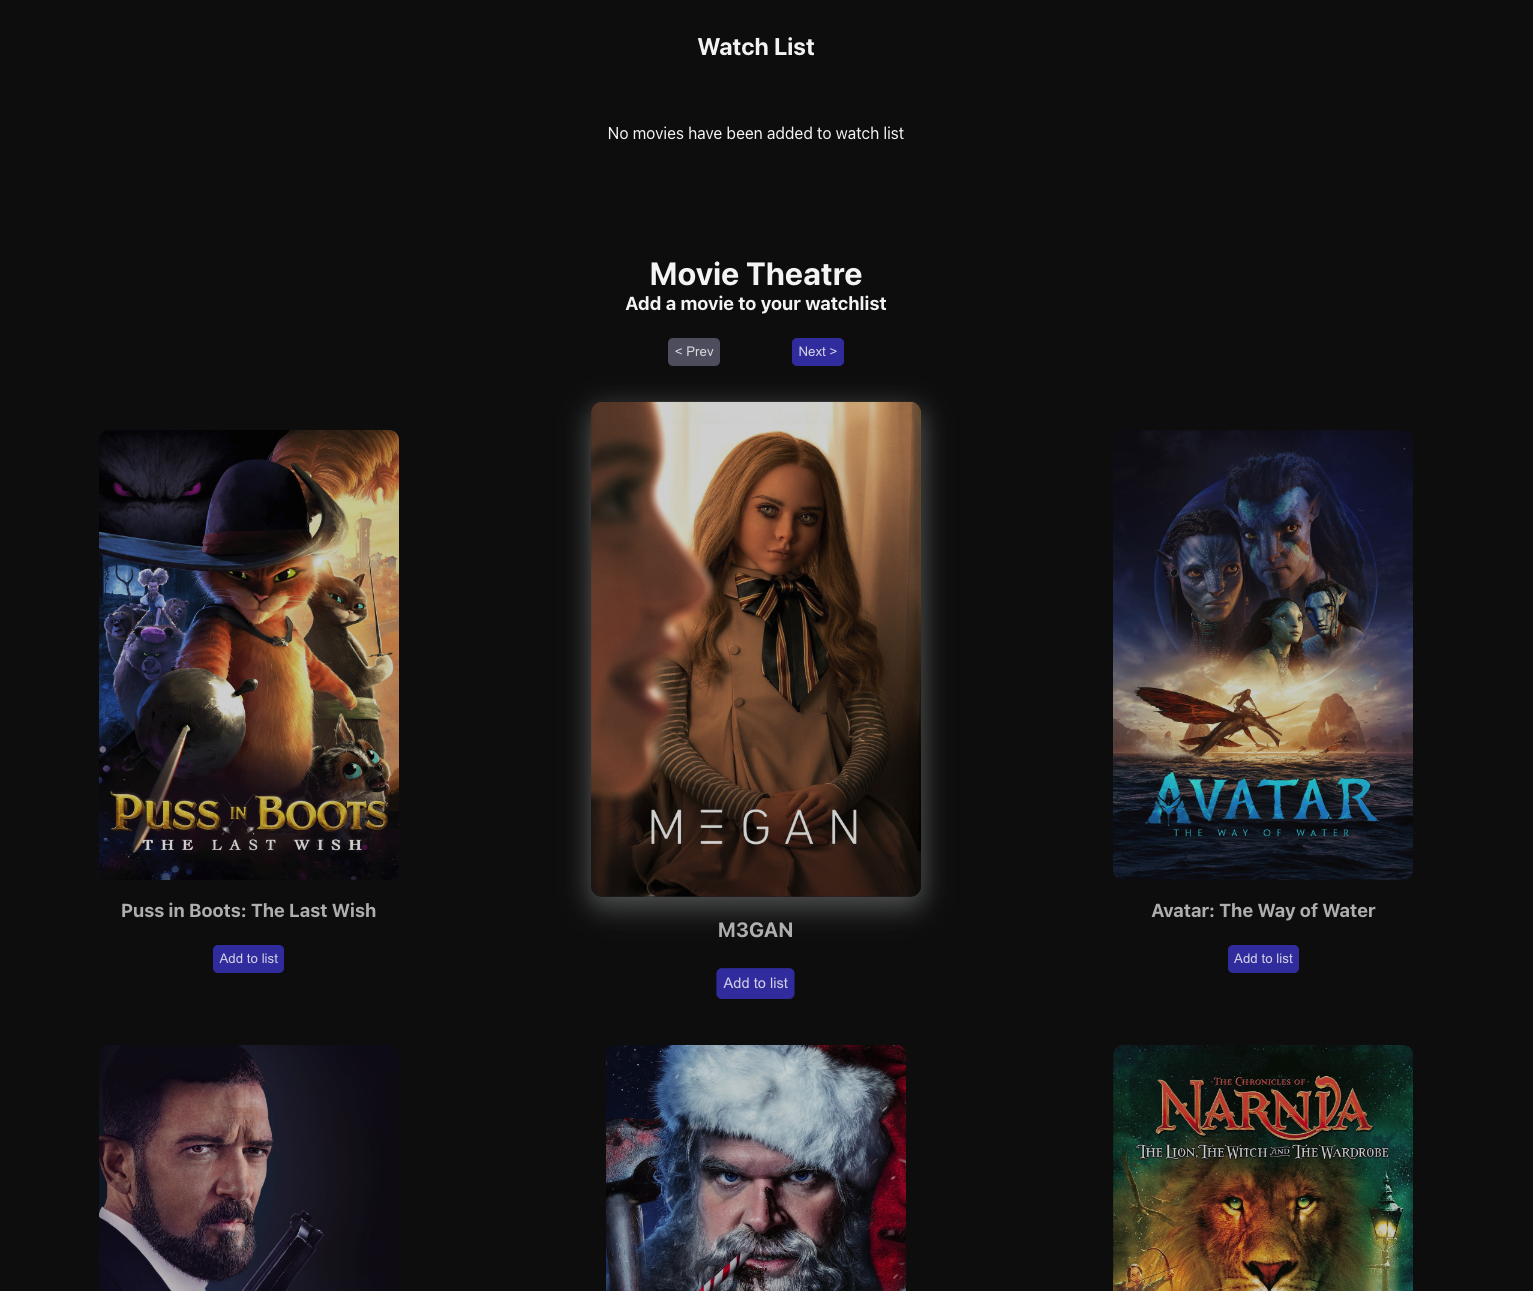 Watch List
No movies have been added to watch list
Movie Theatre
Add a movie to your watchlist
< Prev
Next >
PUSS IN BOOTS
THE LAST WISH
MΞGAN
AVATAR
THE WAY OF WATER
Puss in Boots: The Last Wish
M3GAN
Avatar: The Way of Water
Add to list
Add to list
Add to list
THE CHRONICLES OF
NARNIA
THE LION, THE WITCH AND THE WARDROBE